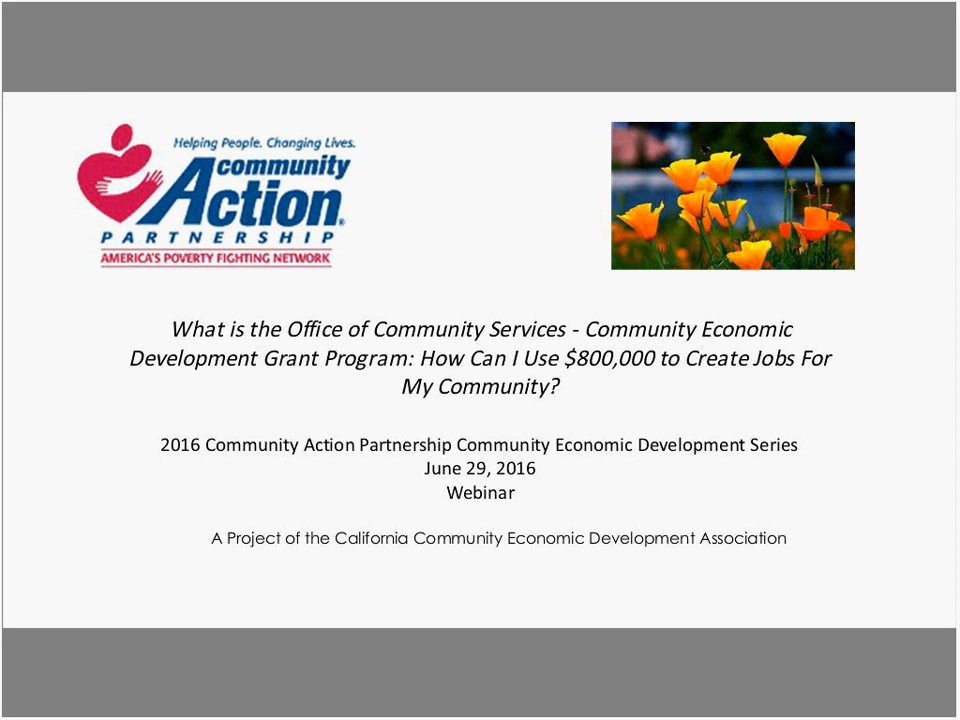 Helping People. Changing Lives.
community
Action®
PARTNERSHIP
AMERICA'S POVERTY FIGHTING NETWORK
What is the Office of Community Services - Community Economic
Development Grant Program: How Can I Use $800,000 to Create Jobs For
My Community?
2016 Community Action Partnership Community Economic Development Series
June 29, 2016
Webinar
A Project of the California Community Economic Development Association